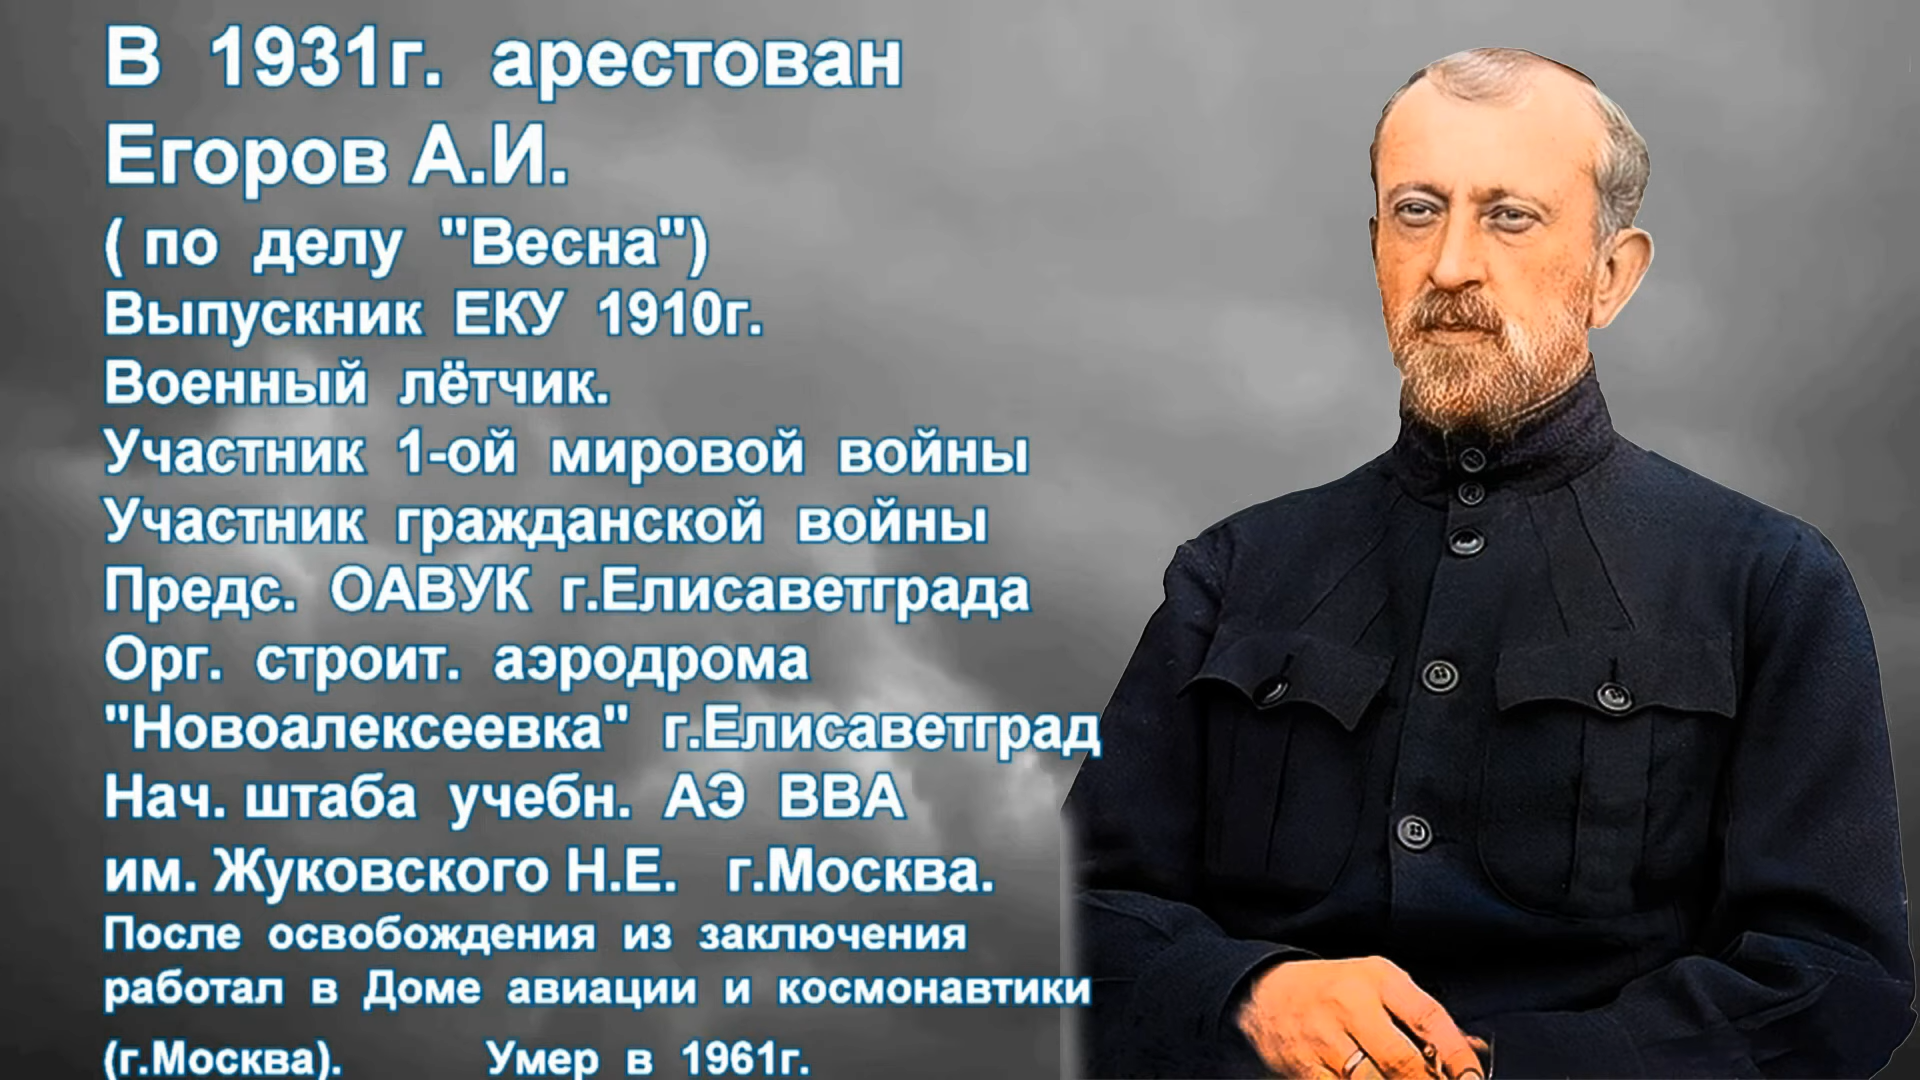 В 1931г. арестован
Егоров А.И.
( по делу "Весна")
Выпускник ЕКУ 1910г.
Военный лётчик.
Участник 1-ой мировой войны
Участник гражданской войны
Предс. ОАВУК г.Елисаветграда
Орг. строит. аэродрома
"Новоалексеевка" г.Елисаветград
Нач. штаба учебн. АЭ ВВА
им. Жуковского Н.Е. г.Москва.
После освобождения из заключения
работал в Доме авиации и космонавтики
(г.Москва). Умер в 1961г.